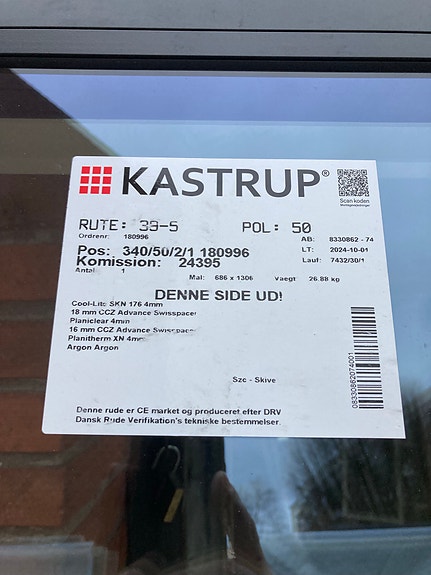 KASTRUP®
Scan koden
RUTE: 39-S POL: 50
Ordrenr: 180996 AB: 8330862 - 74
Pos: 340/50/2/1 180996 LT: 2024-10-01
Komission: 24395 Lauf: 7432/30/1
Antal 1 Mål: 686 x 1306 Vaegt 26.88 kg
DENNE SIDE UD!
Cool-Lite SKN 176 4mm
18 mm CCZ Advance Swisspacer
Planiclear 4mm
16 mm CCZ Advance Swisspacer
Planitherm XN 4mm
Argon Argon
Szc - Skive
08330862074001
Denne rude er CE market og produceret efter DRV
Dansk Rude Verifikation's tekniske bestemmelser.